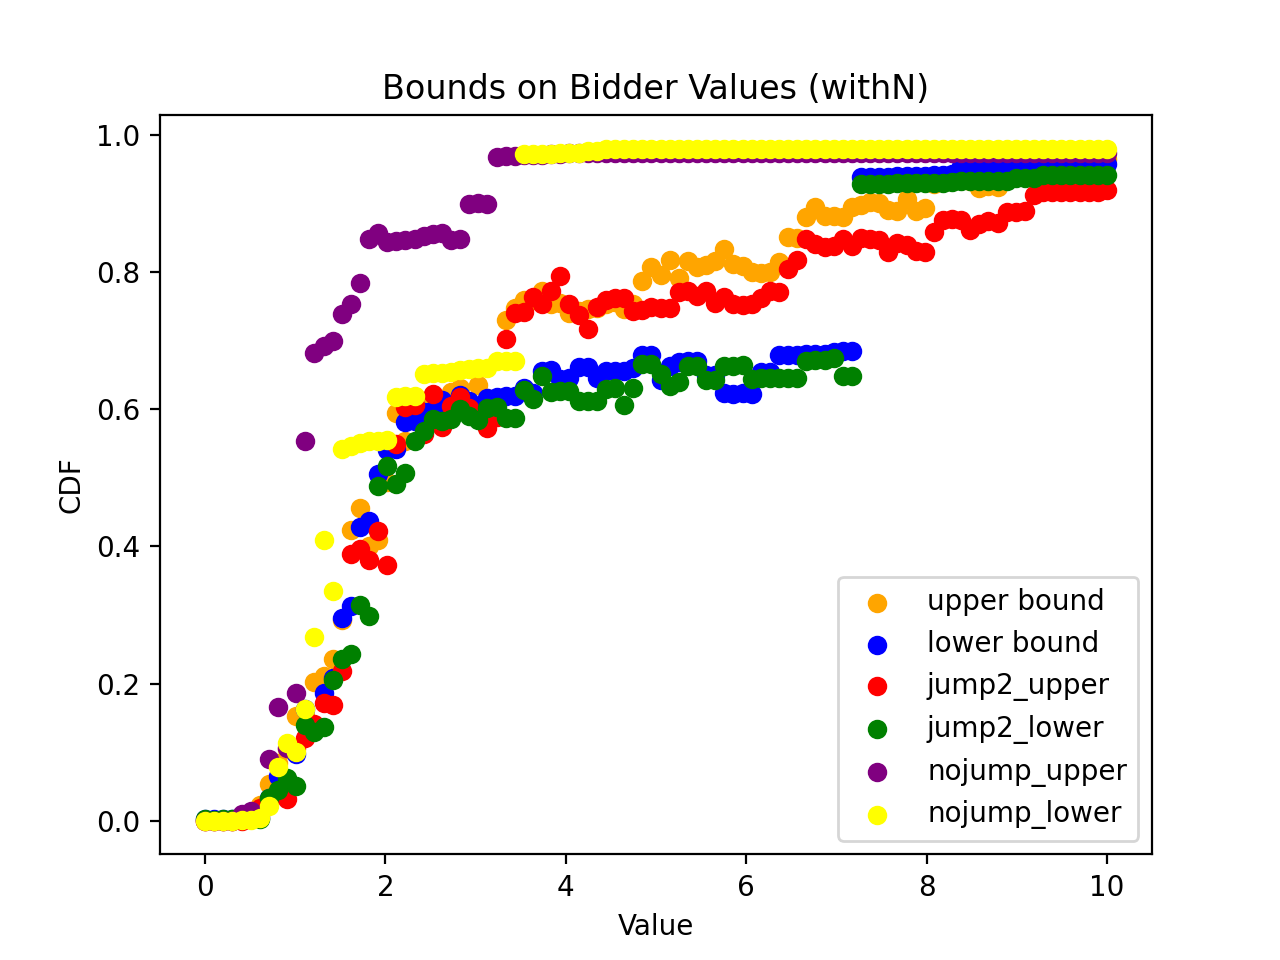 Bounds on Bidder Values (withN)
1.0
0.8
0.6
0.4
0.2
0.0
CDF
upper bound
lower bound
jump2_upper
jump2_lower
nojump_upper
nojump_lower
0 2 4 6 8 10
Value